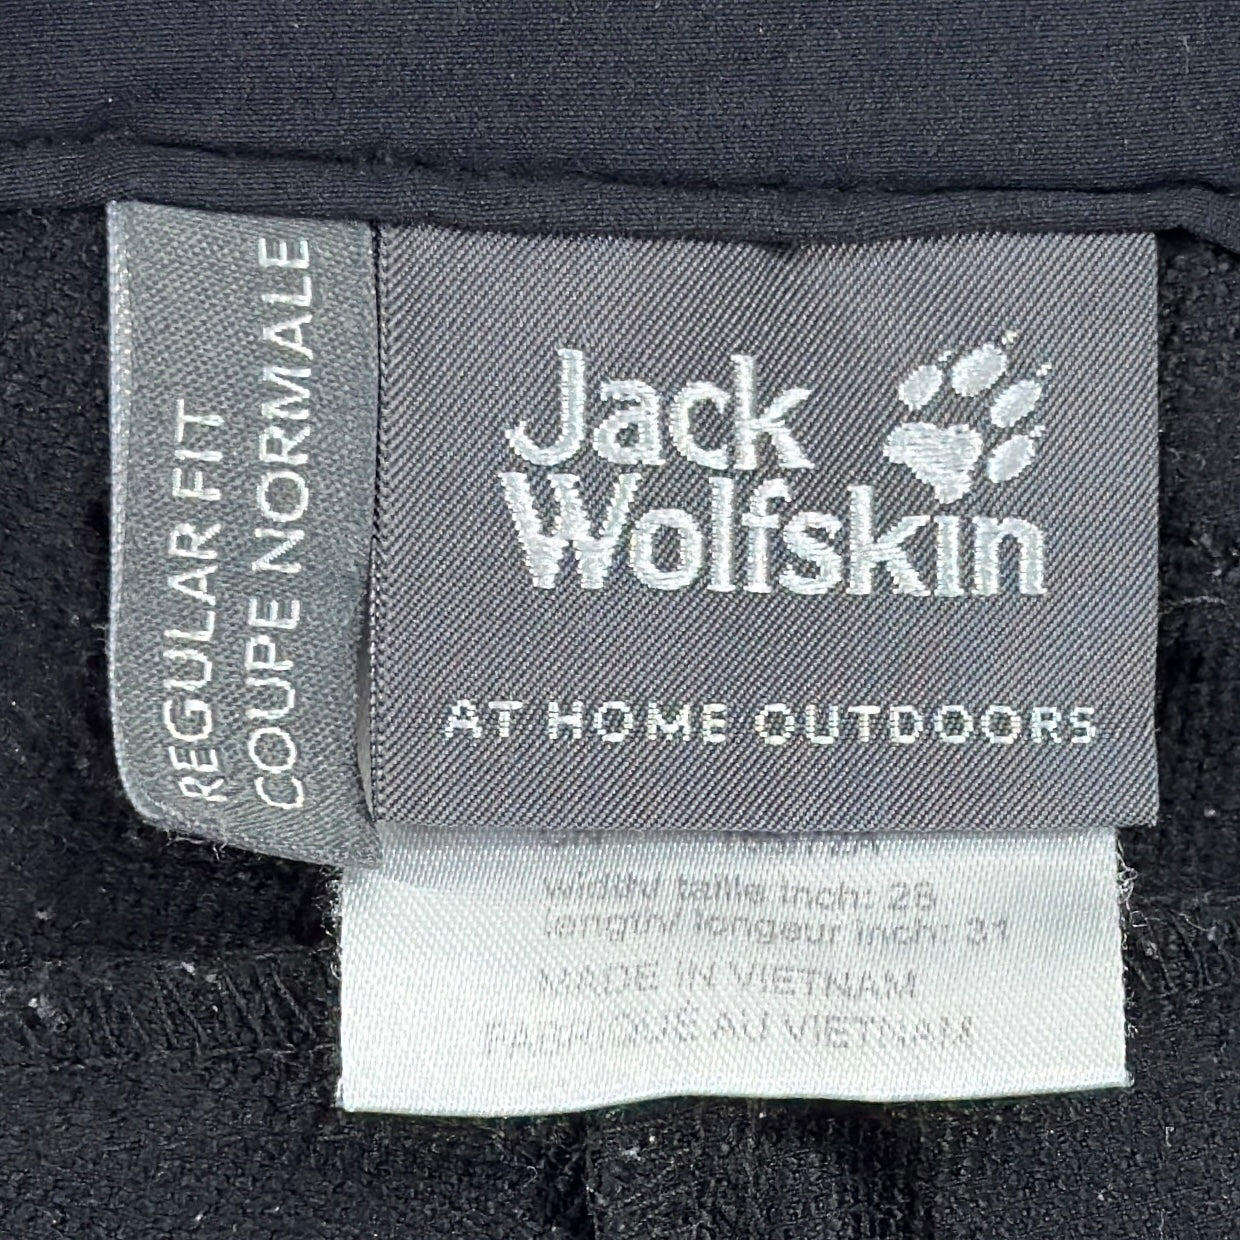 REGULAR FIT
COUPE NORMALE
Jack
Wolfskin
AT HOME OUTDOORS
width/ taille inch: 28
length/ longeur inch: 31
MADE IN VIETNAM
FABRIQUÉ AU VIETNAM